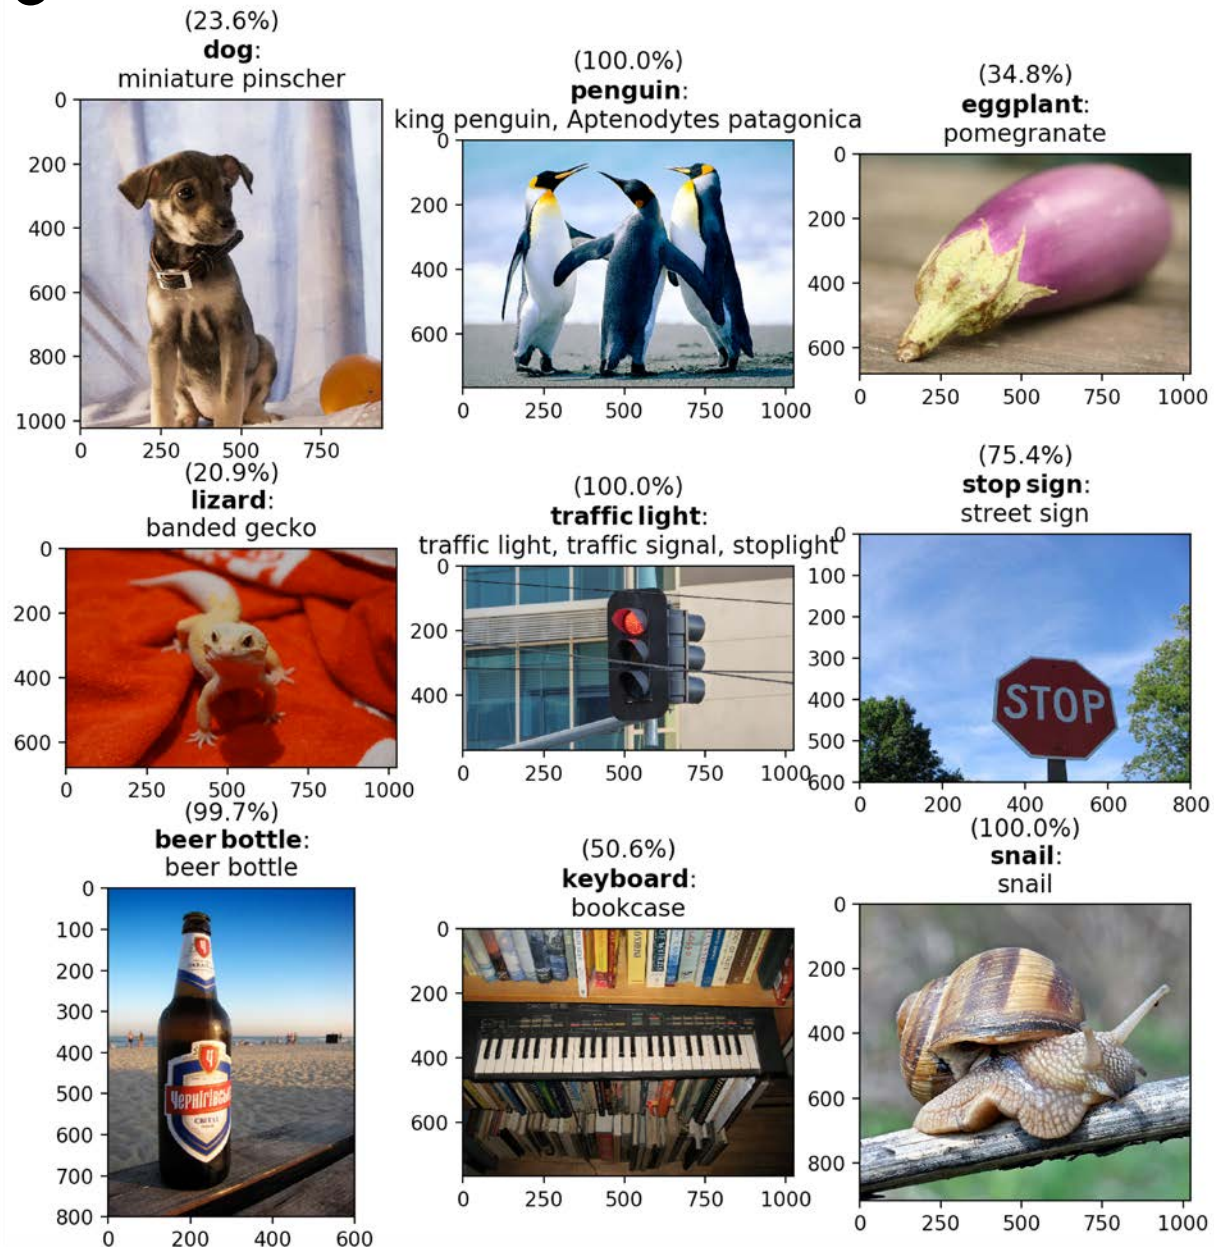 (23.6%)
dog:
miniature pinscher
0
200
400
600
800
1000
0 250 500 750
(100.0%)
penguin:
king penguin, Aptenodytes patagonica
0
200
400
600
0 250 500 750 1000
(34.8%)
eggplant:
pomegranate
0
200
400
600
0 250 500 750 1000
(20.9%)
lizard:
banded gecko
0
200
400
600
0 250 500 750 1000
(100.0%)
traffic light:
traffic light, traffic signal, stoplight
0
200
400
0 250 500 750 1000
(75.4%)
stop sign:
street sign
0
100
200
300
400
500
600
STOP
0 200 400 600 800
(99.7%)
beer bottle:
beer bottle
0
100
200
300
400
500
600
700
800
Чернігівське
0 200 400 600
(50.6%)
keyboard:
bookcase
0
200
400
600
0 250 500 750 1000
(100.0%)
snail:
snail
0
200
400
600
800
0 250 500 750 1000